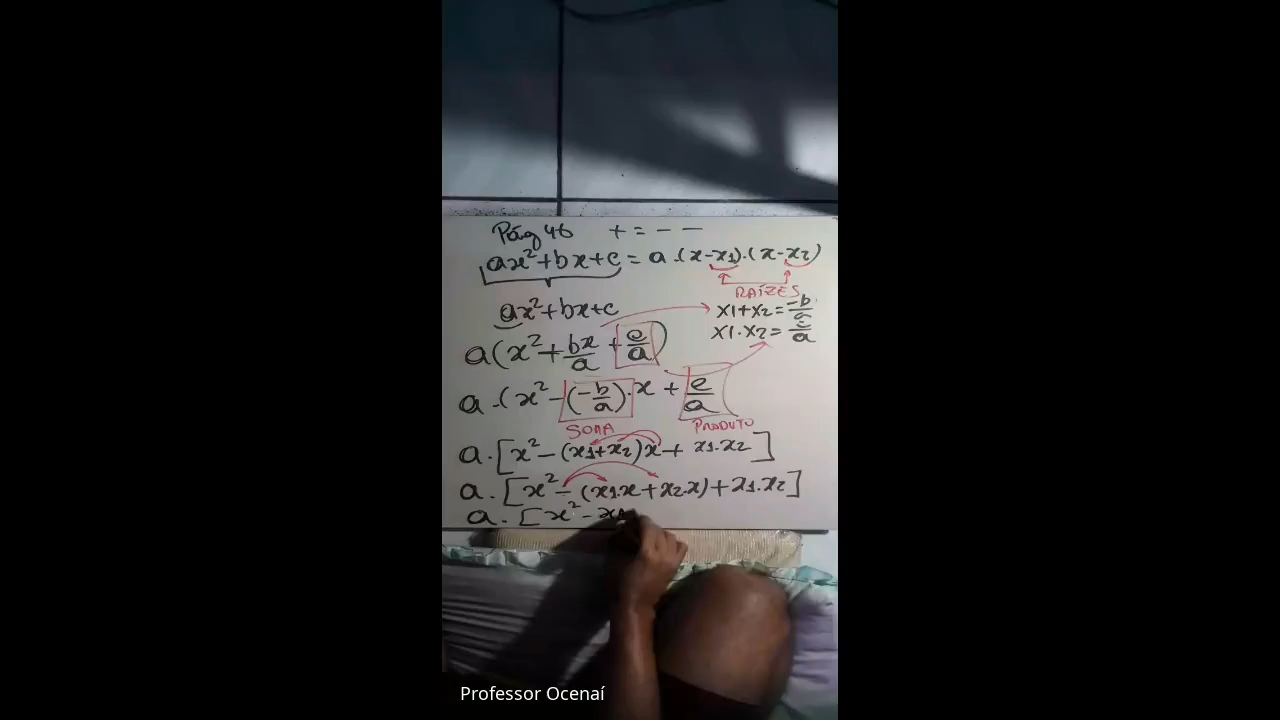 Pág 46 + = - -
ax²+bx+c = a.(x-x1).(x-x2)
RAÍZES
ax²+bx+c
x1+x2=-b/a
x1.x2=c/a
a(x²+bx/a+c/a)
a.(x²-(-b/a).x+c/a
SOMA PRODUTO
a.[x²-(x1+x2)x+x1.x2]
a.[x²-(x1.x+x2.x)+x1.x2]
a.[x²-x1
Professor Ocenaí